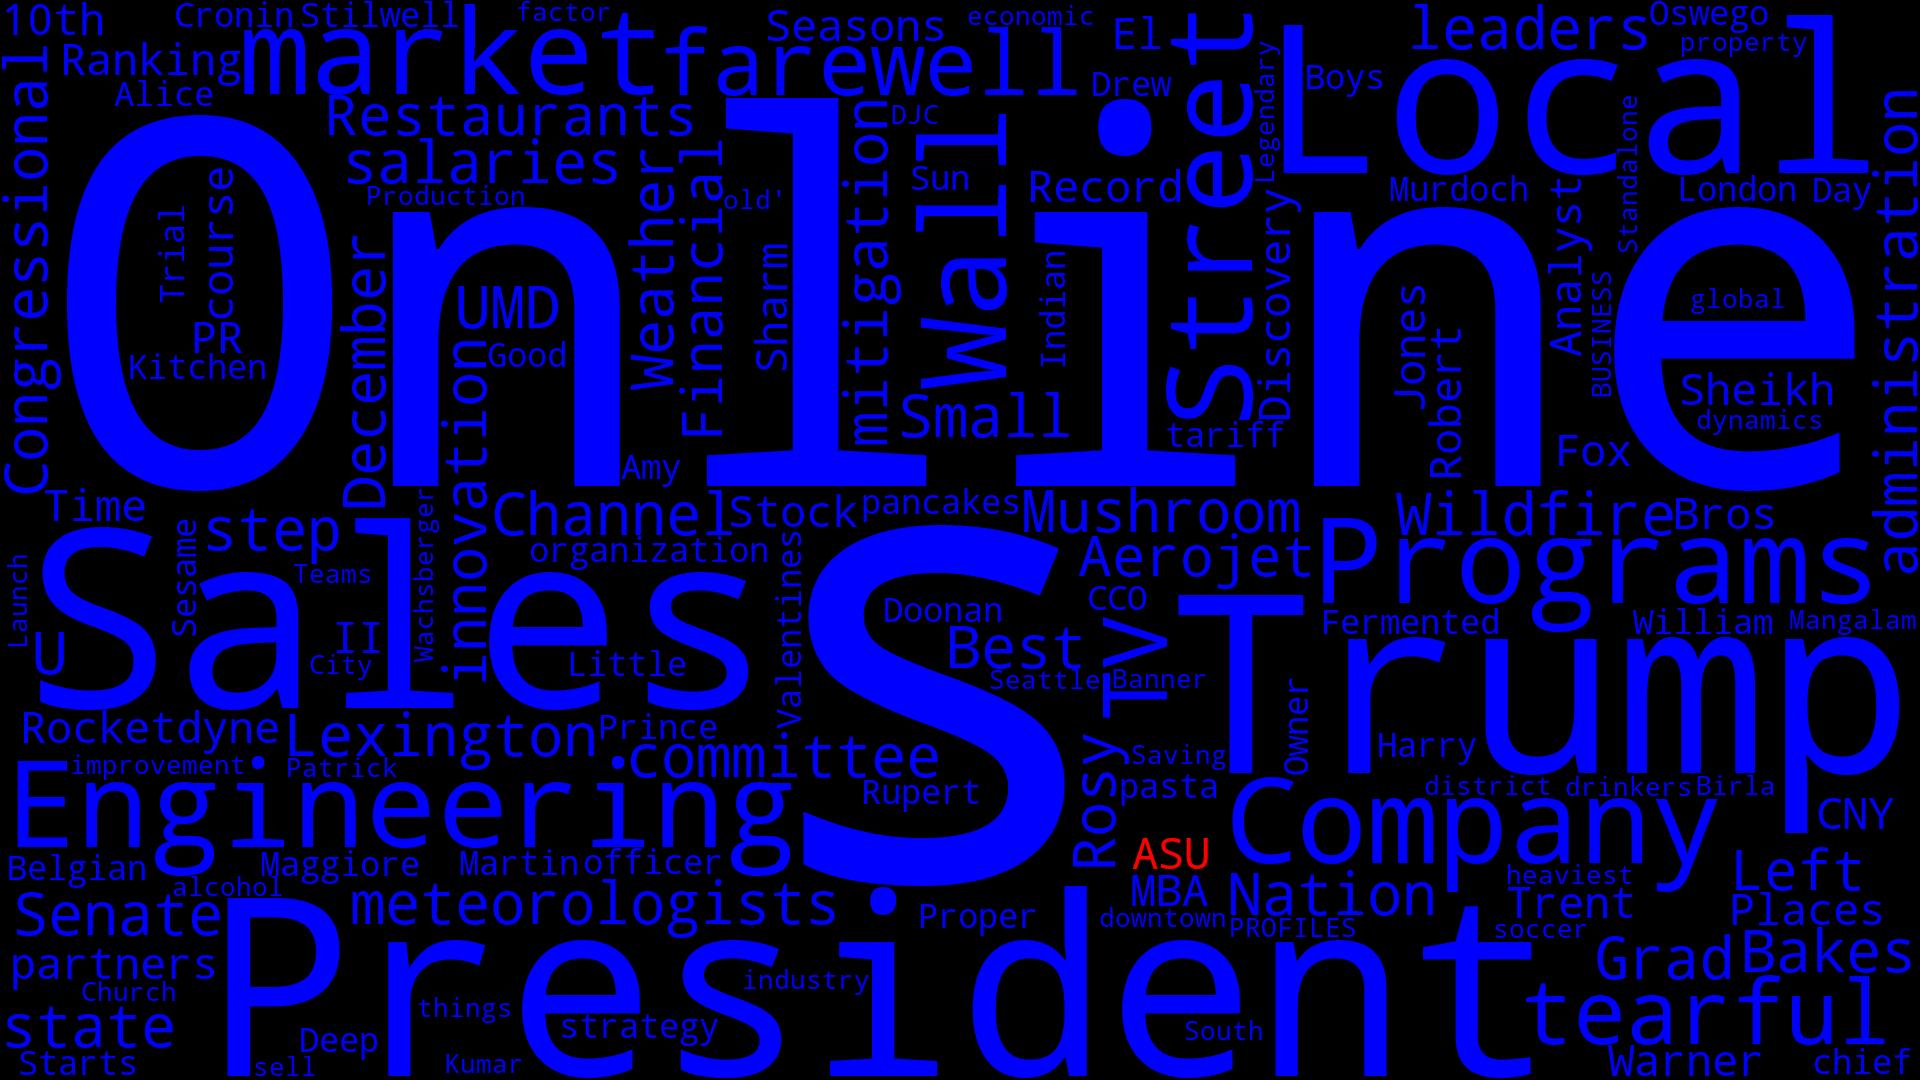 10th
Cronin
Stilwell
factor
Seasons
economic
El
leaders
Oswego
property
Ranking
market
farewell
Drew
Boys
Local
Alice
Restaurants
DJC
Street
Legendary
Congressional
salaries
Production
old'
Sun
Wall
Record
Murdoch
London
Day
Standalone
administration
Online
Trial
course
PR
Kitchen
December
UMD
Good
Weather
Financial
Sharm
mitigation
Indian
Small
Discovery
tariff
Jones
Robert
Analyst
BUSINESS
global
Sheikh
dynamics
Fox
Amy
Time
step
innovation
Channel
Stock
pancakes
Mushroom
Wildfire
Bros
organization
Aerojet
Programs
Launch
Sesame
Teams
Wachsberger
Sales
S
U
II
City
Little
Valentines
Doonan
Best
CCO
TV
Seattle
Banner
Trump
Fermented
William
Mangalam
Rocketdyne
Lexington
Prince
committee
Rosy
Saving
Owner
Harry
improvement
Patrick
Rupert
pasta
district
drinkers
Birla
CNY
Engineering
Company
Belgian
Maggiore
Martin
officer
ASU
MBA
Nation
heaviest
Left
alcohol
Senate
meteorologists
Proper
downtown
PROFILES
Trent
soccer
Places
partners
Church
President
industry
Grad
Bakes
state
things
strategy
South
tearful
Starts
Deep
sell
Kumar
Warner
chief